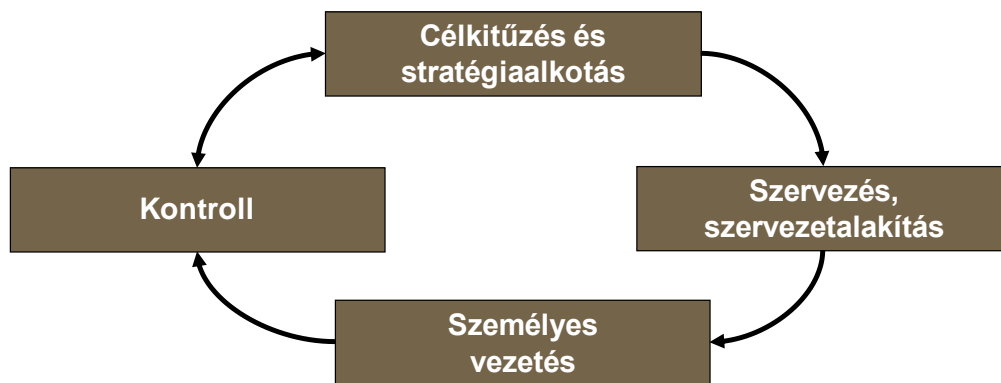 Célkitűzés és
stratégiaalkotás
Kontroll
Szervezés,
szervezetalakítás
Személyes
vezetés